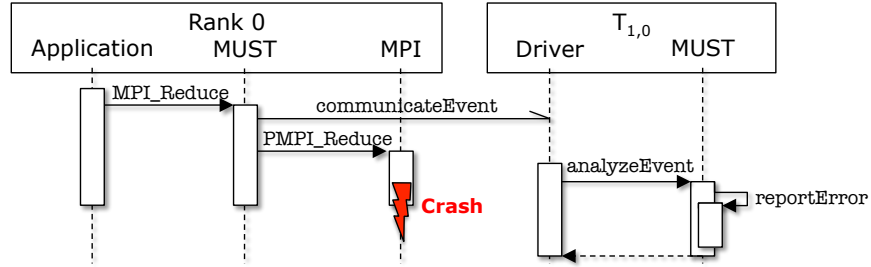 Rank 0
T1,0
Application MUST MPI
Driver MUST
MPI_Reduce
communicateEvent
PMPI_Reduce
analyzeEvent
reportError
Crash